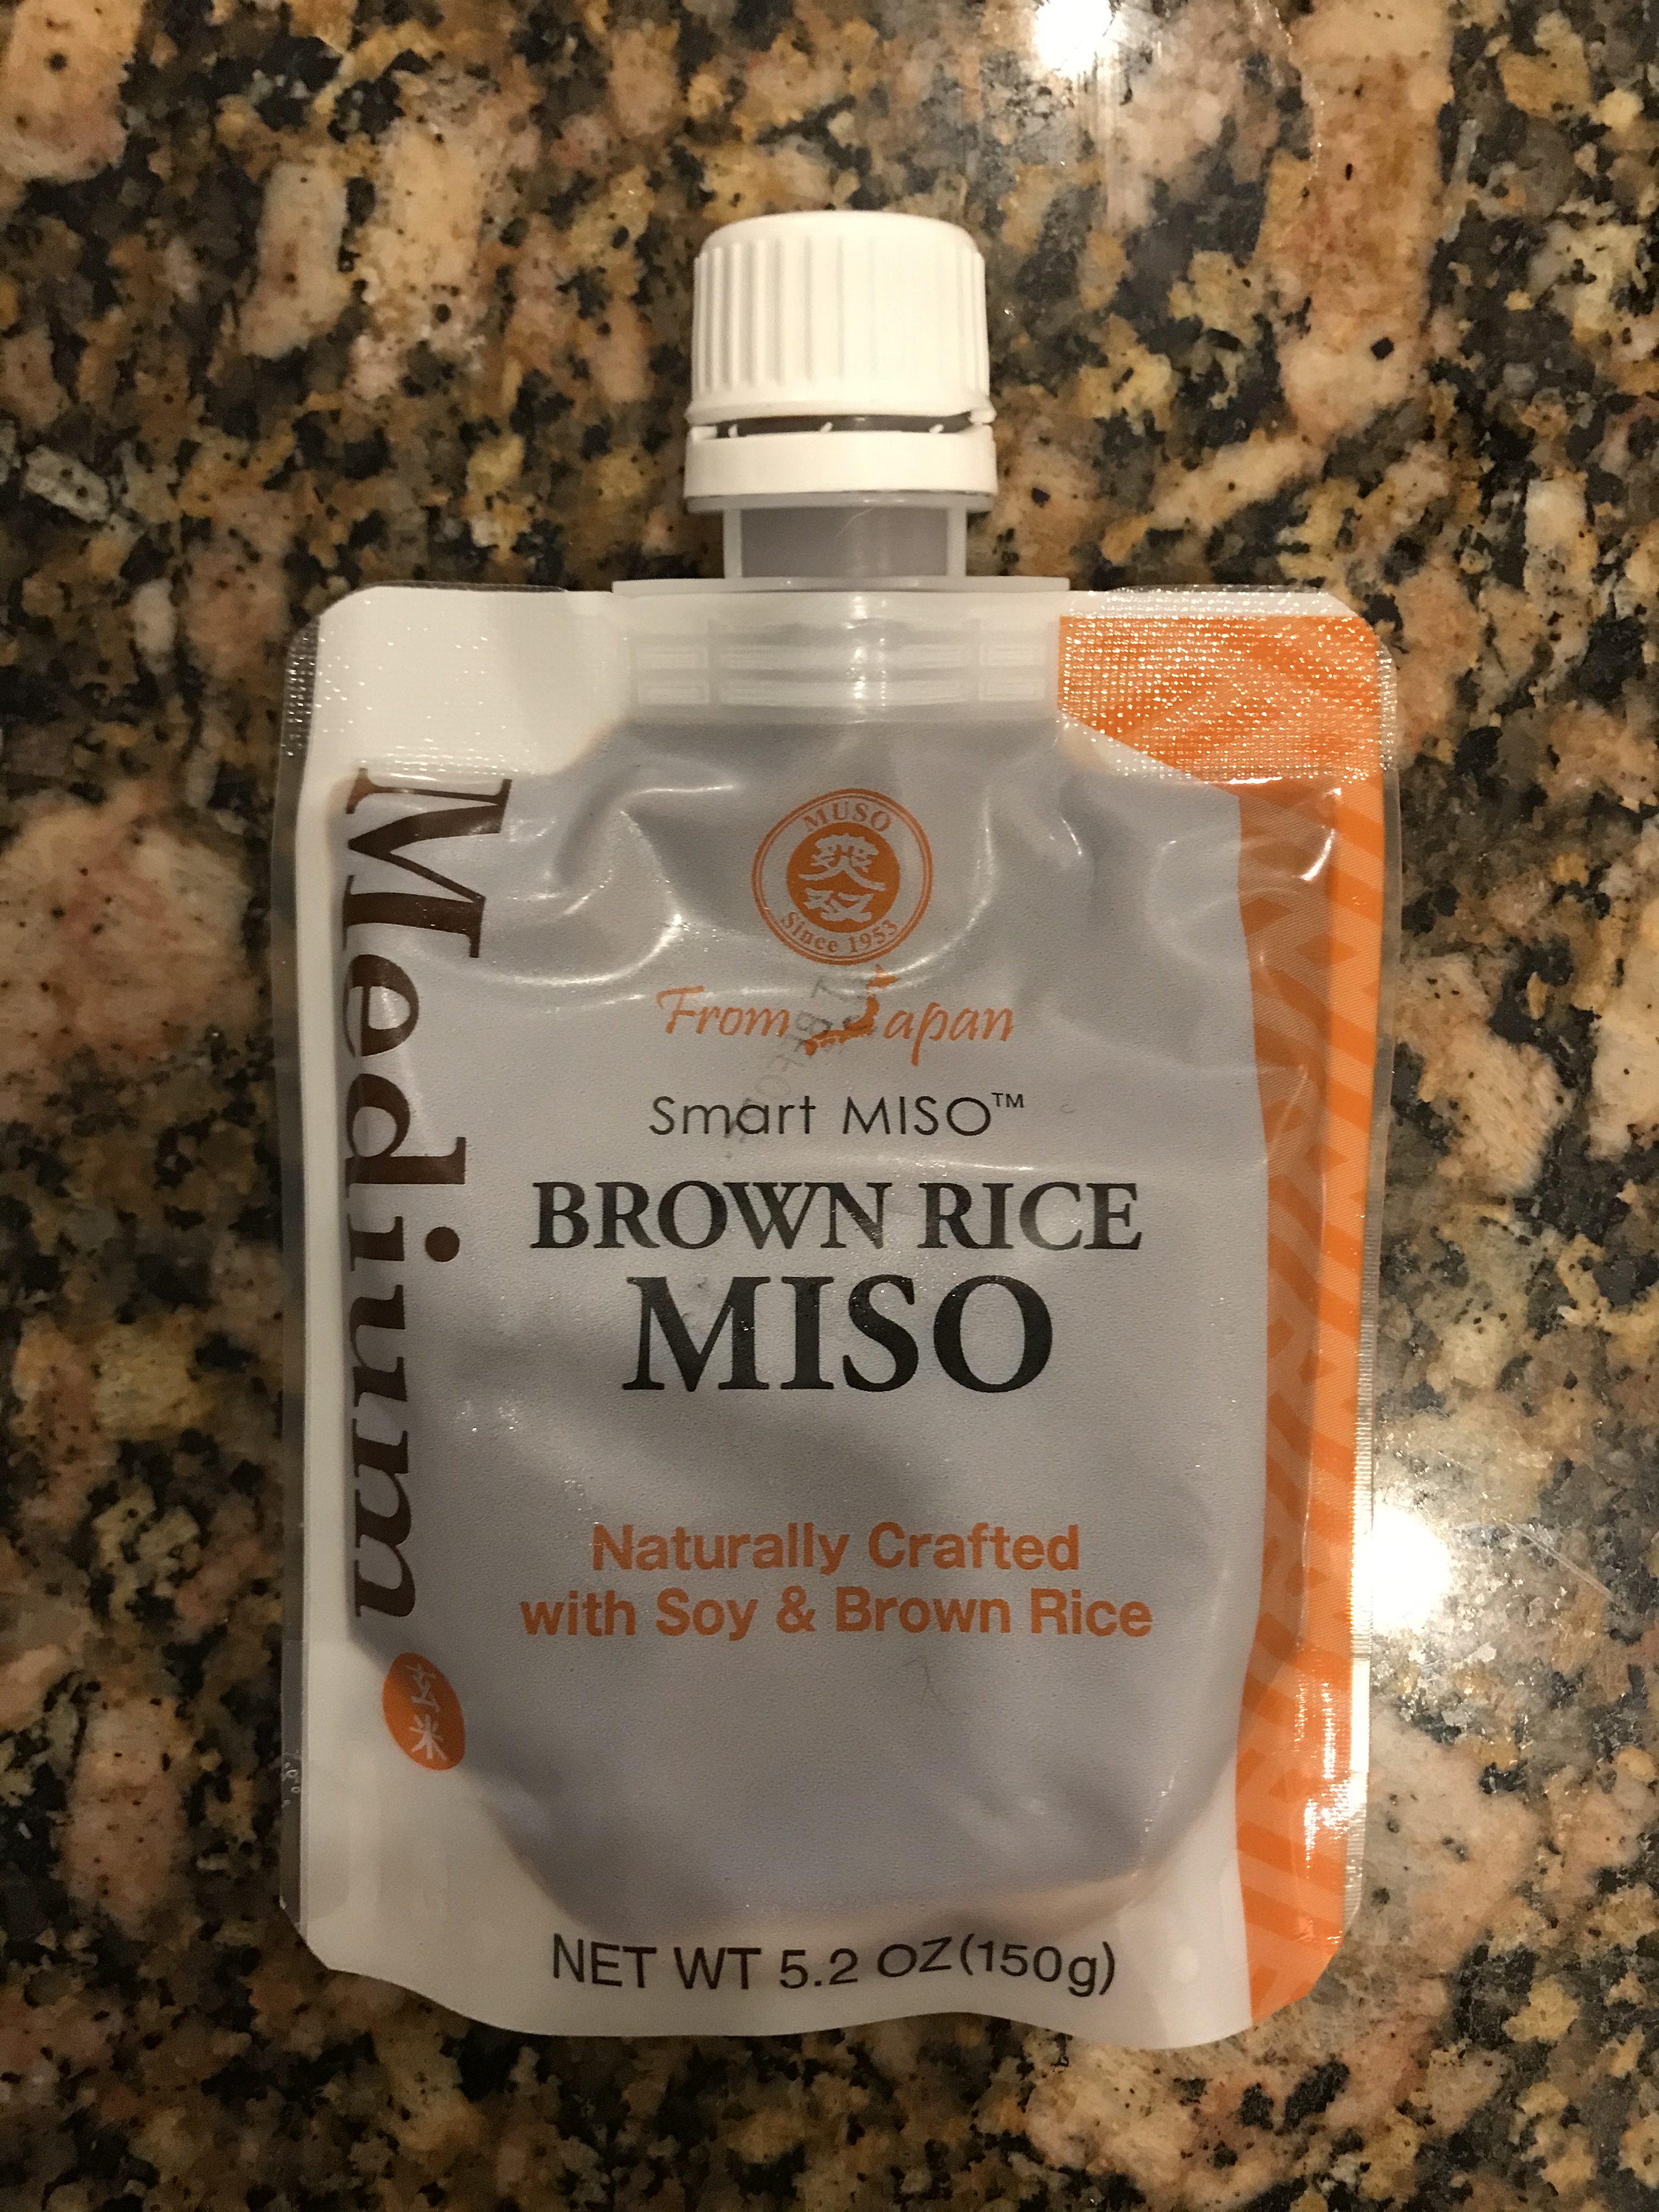 MUSO
Since 1953
From Japan
Smart MISO™
BROWN RICE
MISO
Naturally Crafted
with Soy & Brown Rice
Medium
米
NET WT 5.2 OZ(150g)